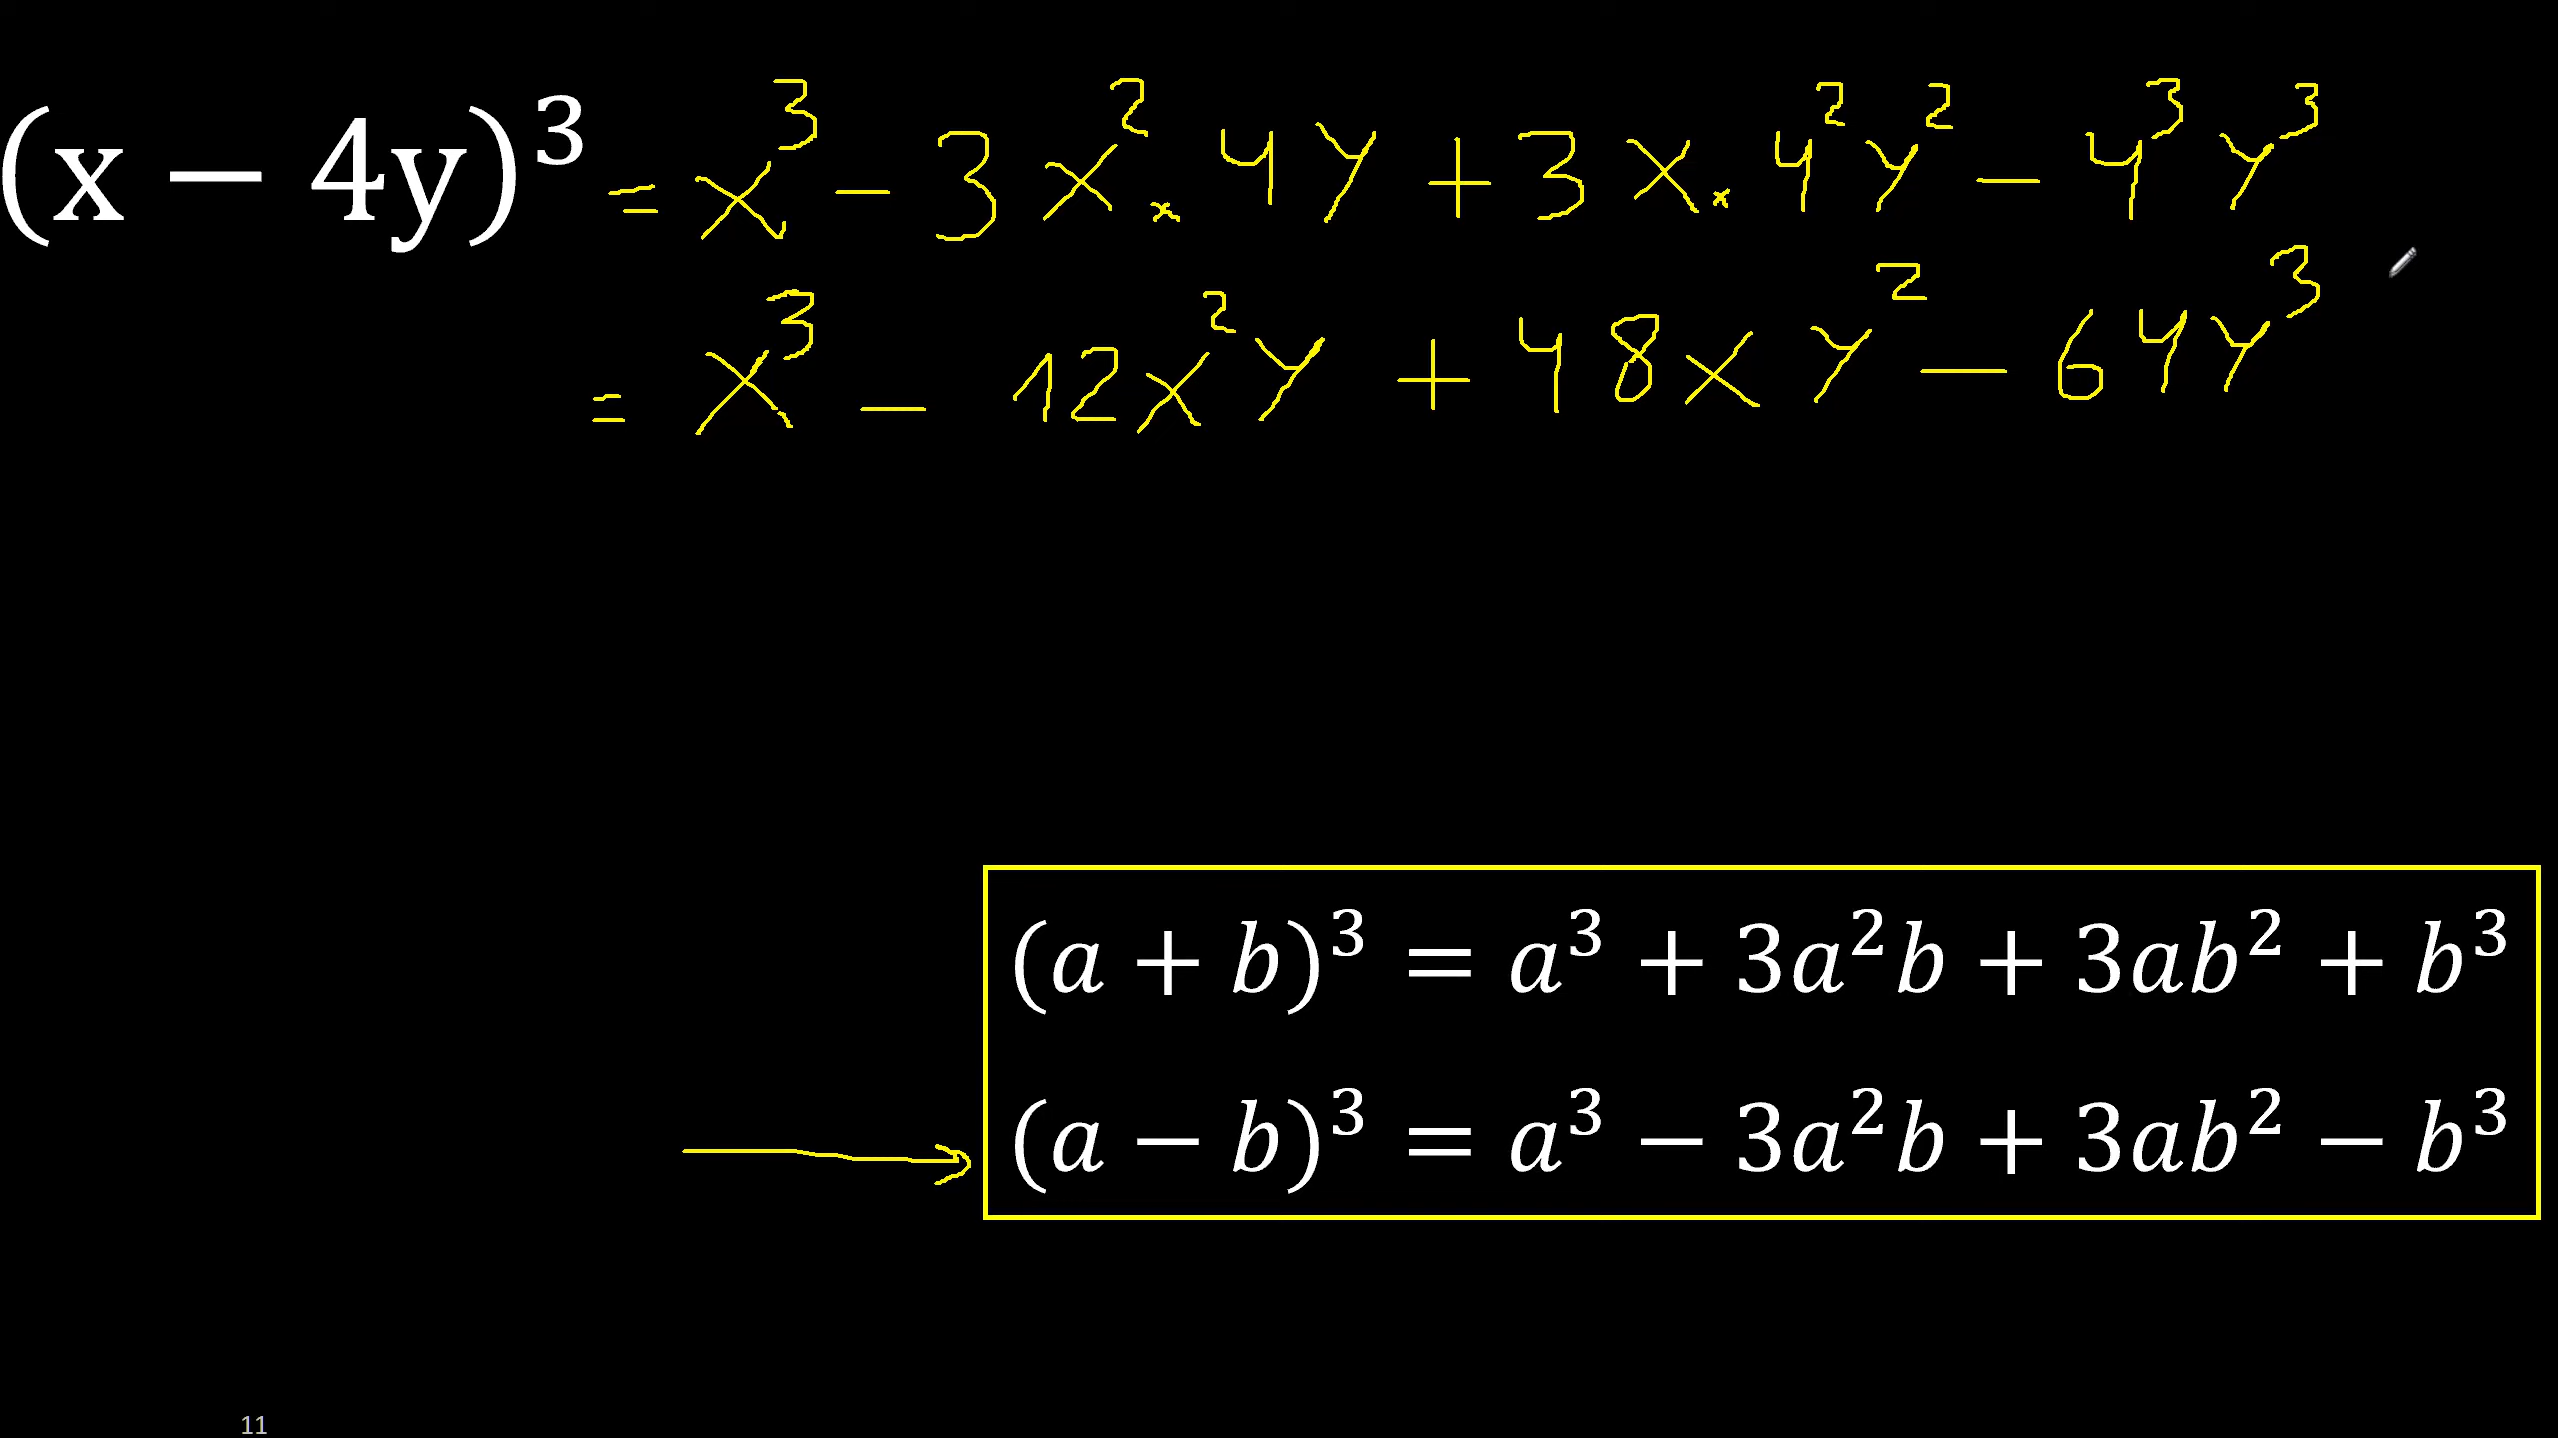 (x − 4y)³ = x³ − 3x² · 4y + 3x · 4²y² − 4³y³
= x³ − 12x²y + 48xy² − 64y³
(a + b)³ = a³ + 3a²b + 3ab² + b³
(a − b)³ = a³ − 3a²b + 3ab² − b³
11